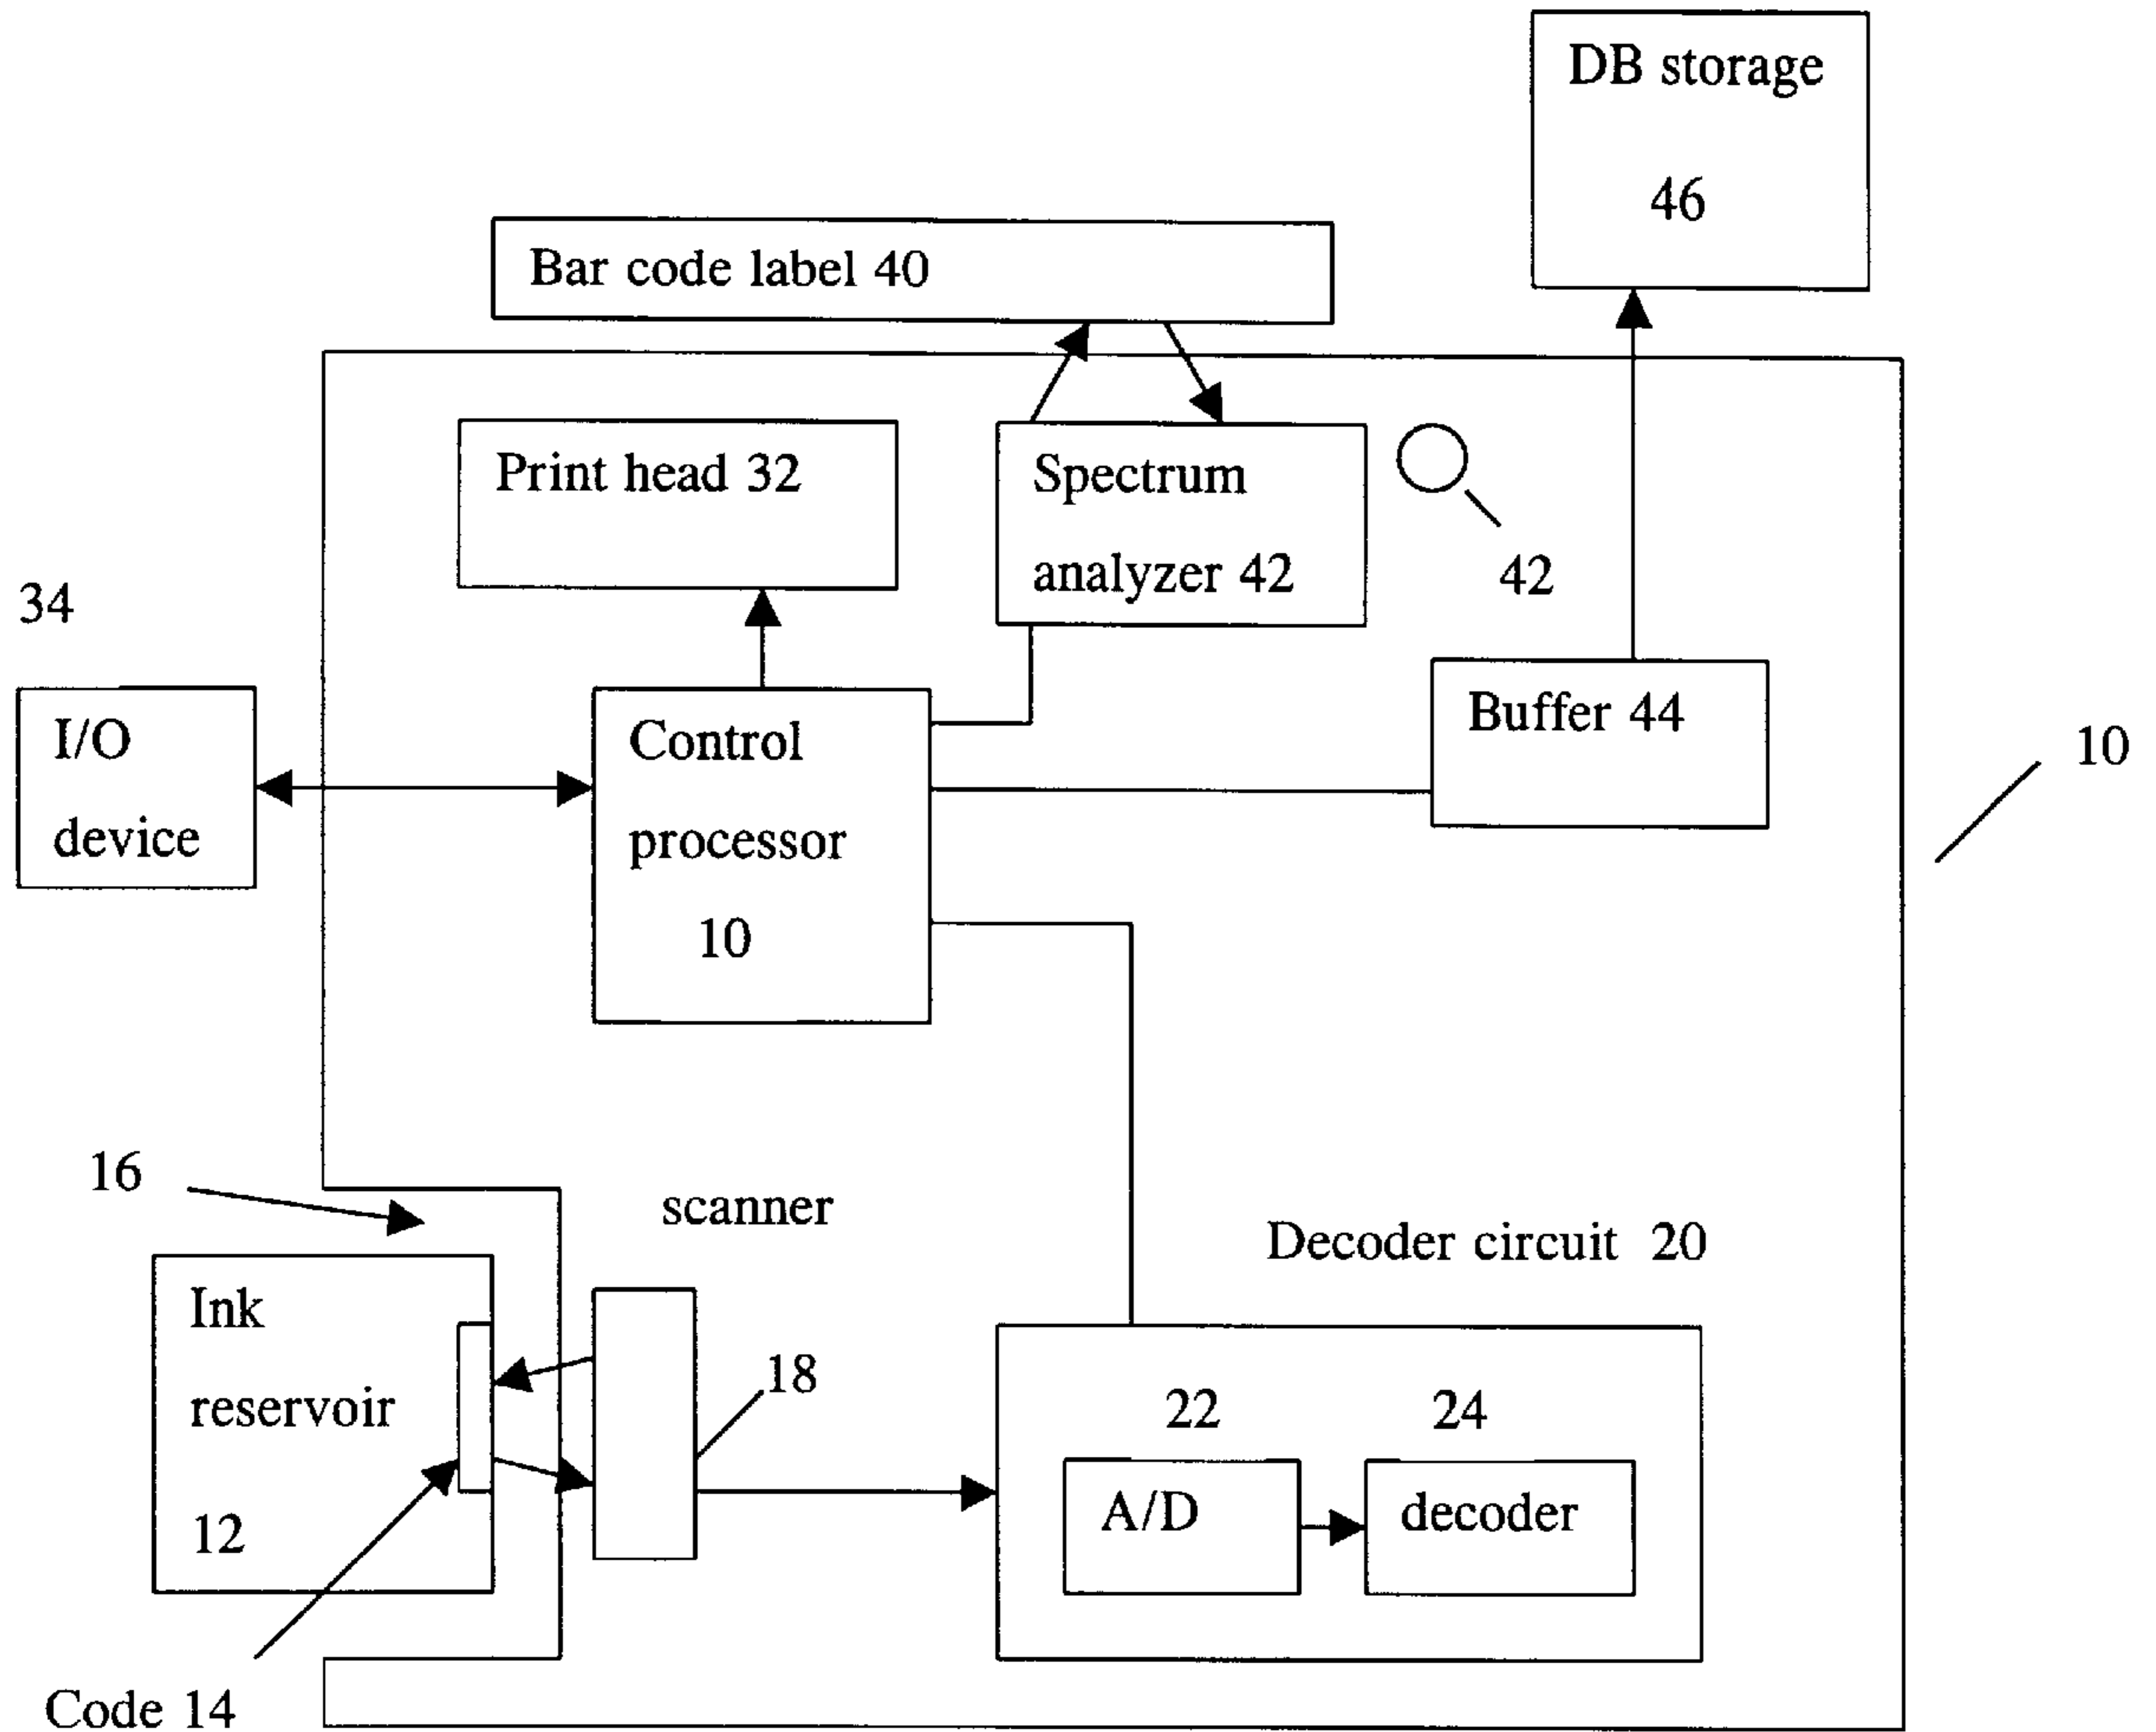 DB storage
46
Bar code label 40
Print head 32
Spectrum
analyzer 42
42
34
I/O
device
Control
processor
10
Buffer 44
10
16
scanner
Decoder circuit 20
Ink
reservoir
12
18
22
24
A/D
decoder
Code 14